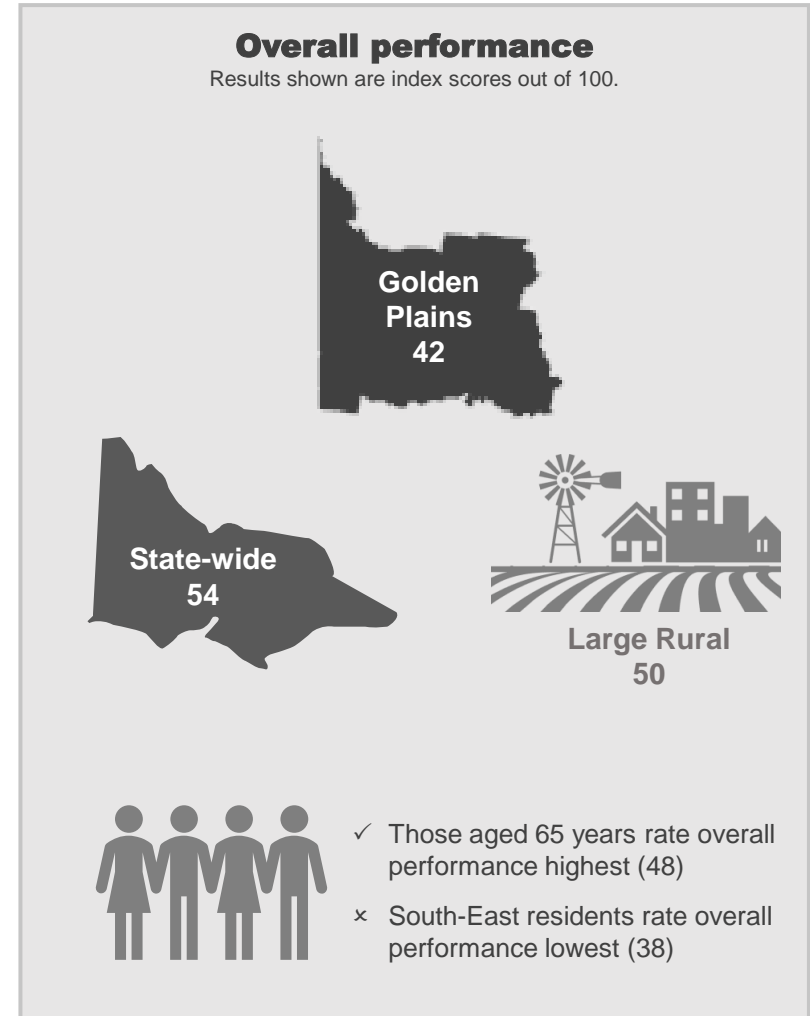 Overall performance
Results shown are index scores out of 100.
Golden
Plains
42
State-wide
54
Large Rural
50
✓ Those aged 65 years rate overall
performance highest (48)
× South-East residents rate overall
performance lowest (38)